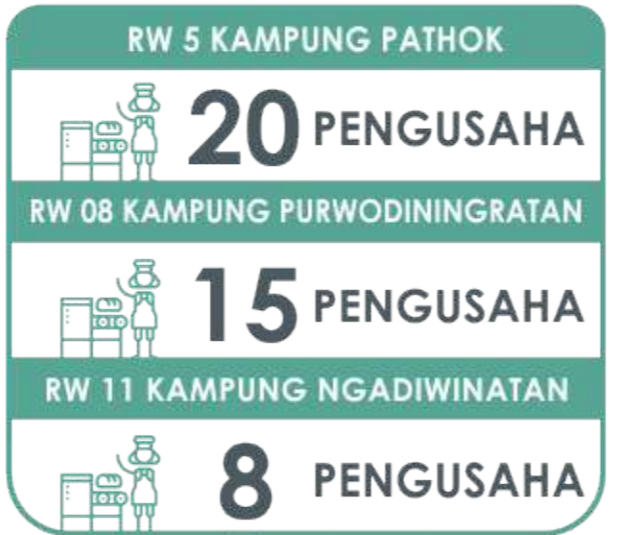 RW 5 KAMPUNG PATHOK
20 PENGUSAHA
RW 08 KAMPUNG PURWODININGRATAN
15 PENGUSAHA
RW 11 KAMPUNG NGADIWINATAN
8 PENGUSAHA